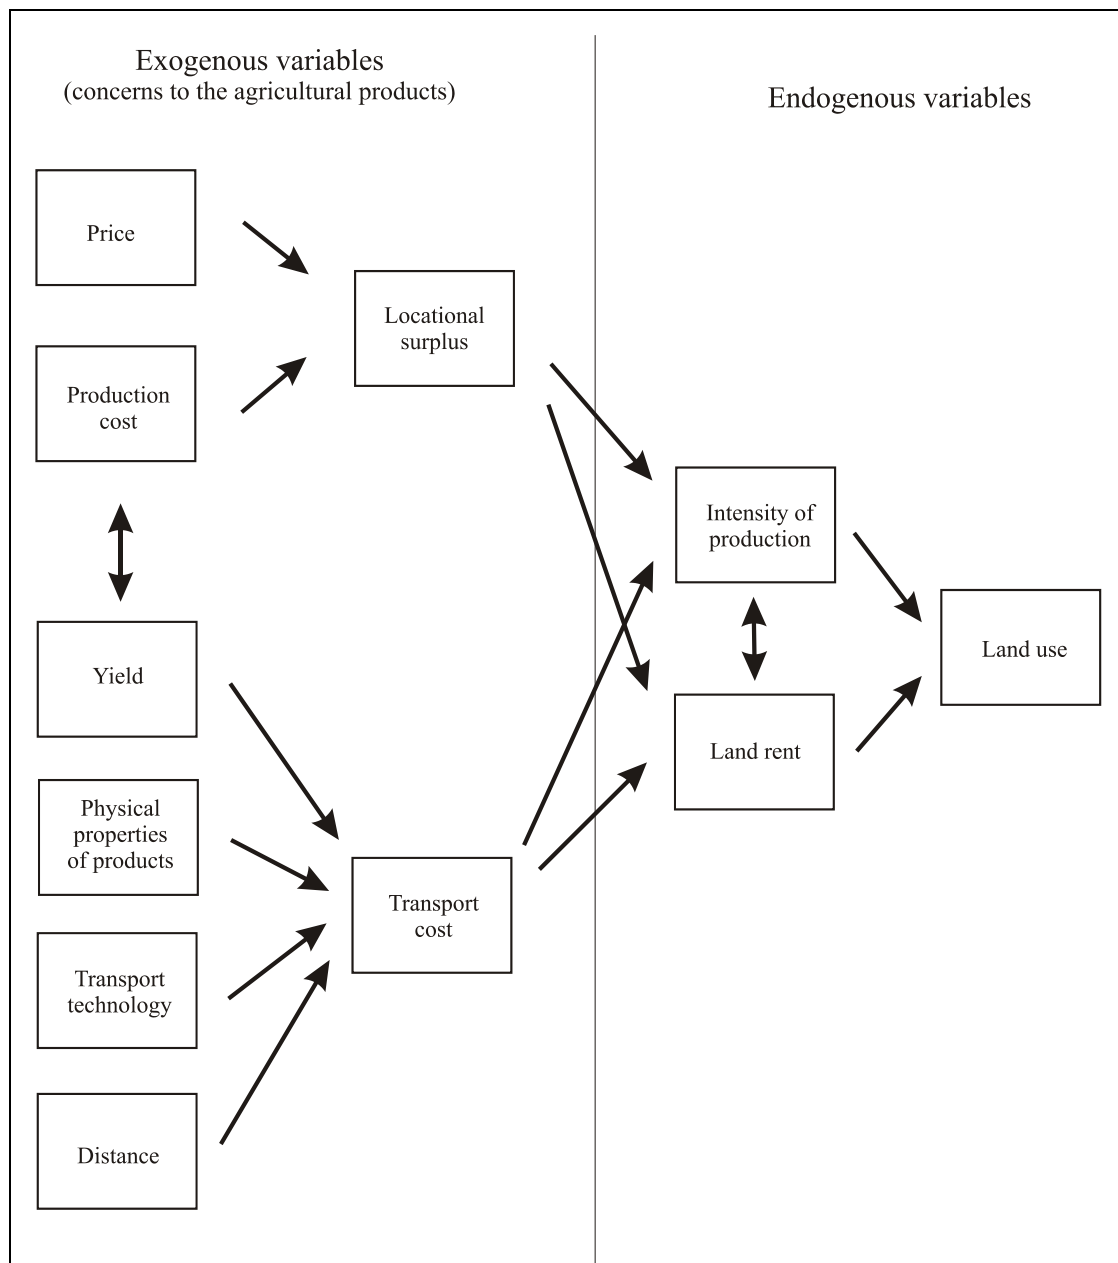 Exogenous variables
(concerns to the agricultural products)
Endogenous variables
Price
Locational
surplus
Production
cost
Intensity of
production
Land use
Yield
Land rent
Physical
properties
of products
Transport
cost
Transport
technology
Distance